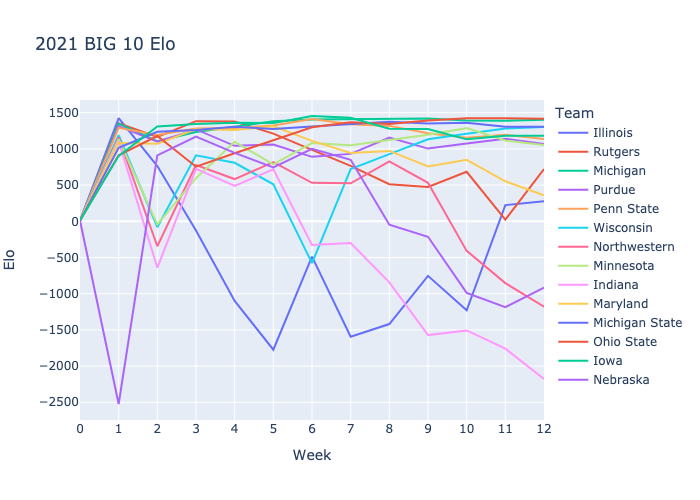 2021 BIG 10 Elo
Team
Illinois
Rutgers
Michigan
Purdue
Penn State
Wisconsin
Northwestern
Minnesota
Indiana
Maryland
Michigan State
Ohio State
Iowa
Nebraska
Elo
1500
1000
500
0
−500
−1000
−1500
−2000
−2500
0 1 2 3 4 5 6 7 8 9 10 11 12
Week